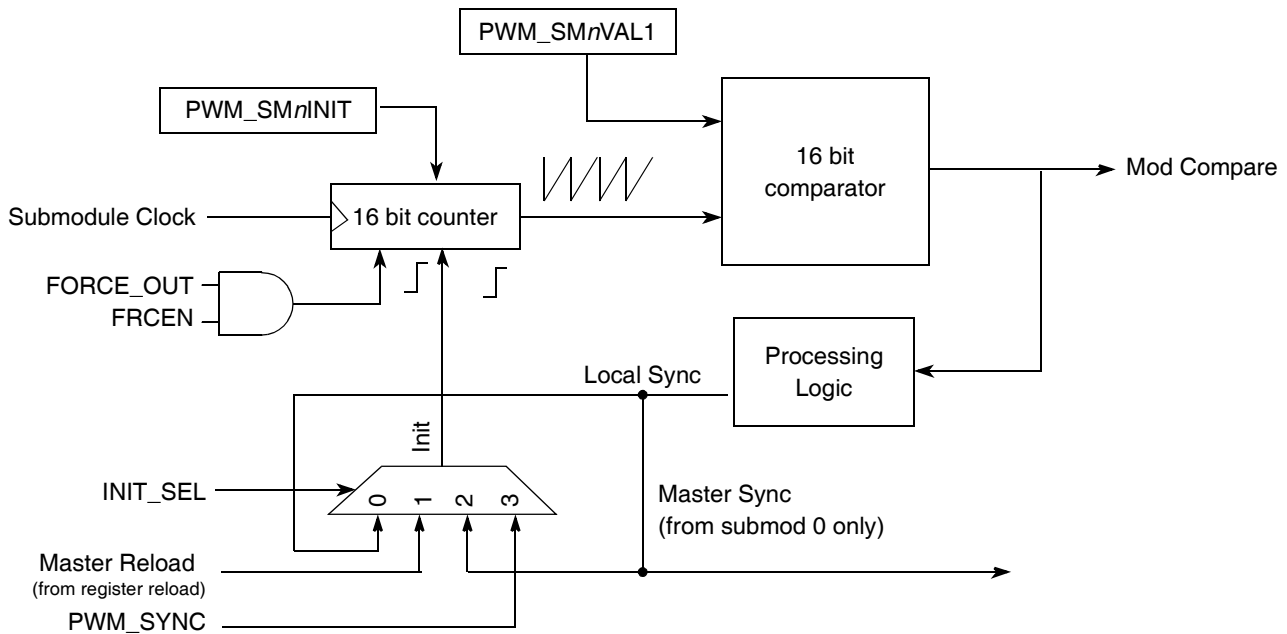 PWM_SMnVAL1
PWM_SMnINIT
16 bit
comparator
Mod Compare
Submodule Clock
16 bit counter
FORCE_OUT
FRCEN
Processing
Logic
Local Sync
Init
INIT_SEL
0
1
2
3
Master Sync
(from submod 0 only)
Master Reload
(from register reload)
PWM_SYNC